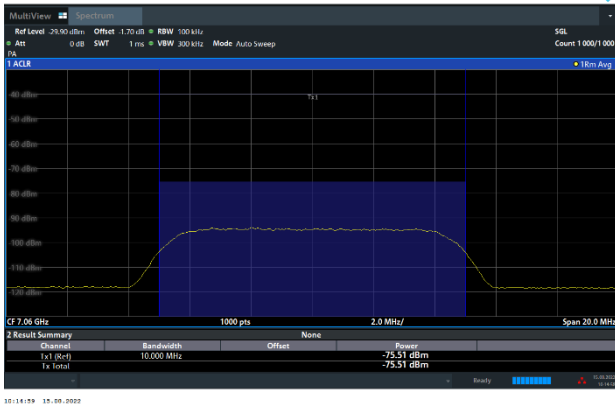 MultiView Spectrum
Ref Level -29.90 dBm Offset -1.70 dB RBW 100 kHz SGL
Att 0 dB SWT 1 ms VBW 300 kHz Mode Auto Sweep Count 1000/1000
PA
1 ACLR 1Rm Avg
-40 dBm
Tx1
-50 dBm
-60 dBm
-70 dBm
-80 dBm
-90 dBm
-100 dBm
-110 dBm
-120 dBm
CF 7.06 GHz 1000 pts 2.0 MHz/ Span 20.0 MHz
2 Result Summary None
Channel Bandwidth Offset Power
Tx1 (Ref) 10.000 MHz -75.51 dBm
Tx Total -75.51 dBm
Ready
10:14:59 15.08.2022